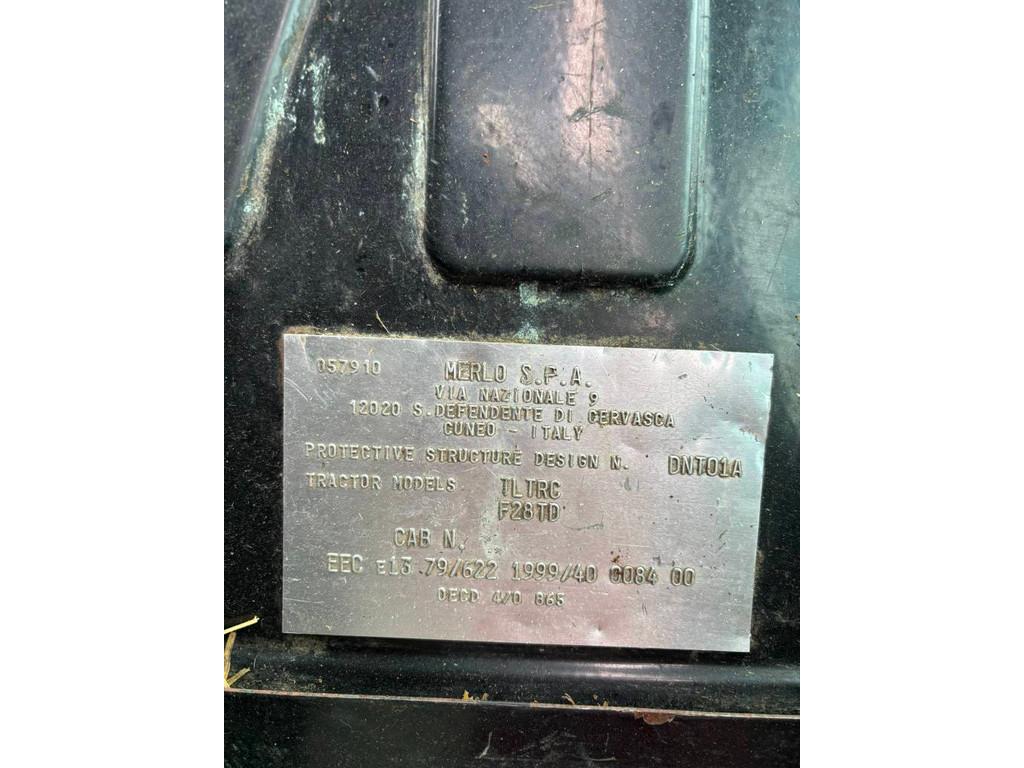 057910 MERLO S.P.A.
VIA NAZIONALE 9
12020 S.DEFENDENTE DI CERVASCA
CUNEO - ITALY
PROTECTIVE STRUCTURE DESIGN N. DNT01A
TRACTOR MODELS TLTRC
F28TD
CAB N.
EEC e13 79/622 1999/40 0084 00
OECD 4/0 865